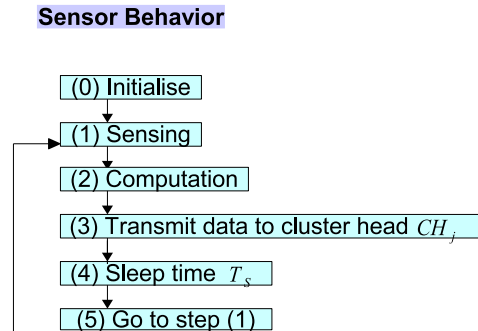 Sensor Behavior
(0) Initialise
(1) Sensing
(2) Computation
(3) Transmit data to cluster head CH_j
(4) Sleep time T_S
(5) Go to step (1)